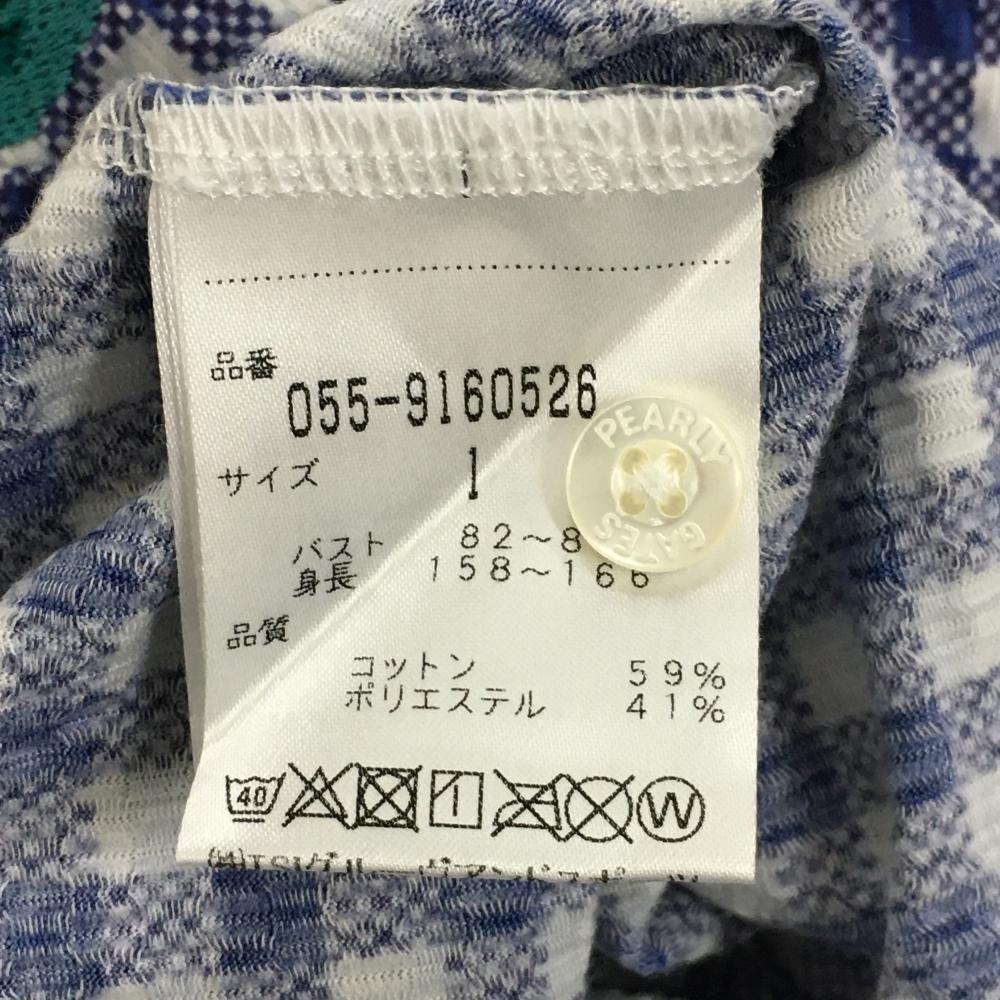 品番
055-9160526
サイズ 1
PEARLY
GATES
バスト 82~8
身長 158~166
品質
コットン 59%
ポリエステル 41%
40
W